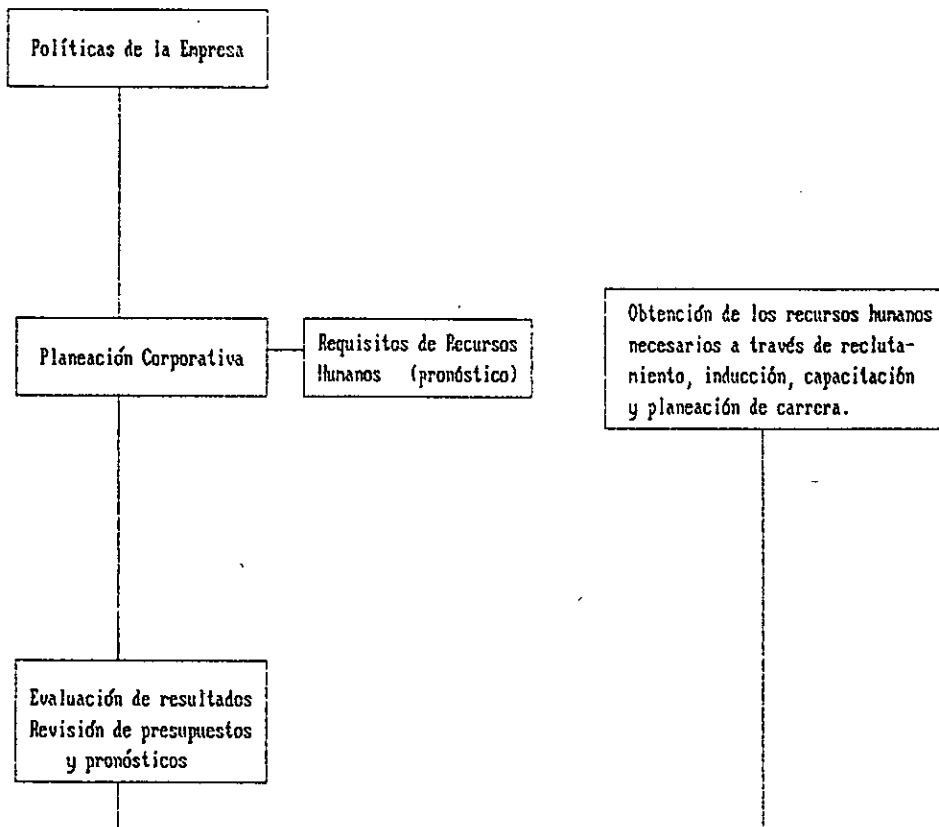 Políticas de la Empresa
Planeación Corporativa
Requisitos de Recursos
Humanos (pronóstico)
Obtención de los recursos humanos
necesarios a través de recluta-
miento, inducción, capacitación
y planeación de carrera.
Evaluación de resultados
Revisión de presupuestos
y pronósticos